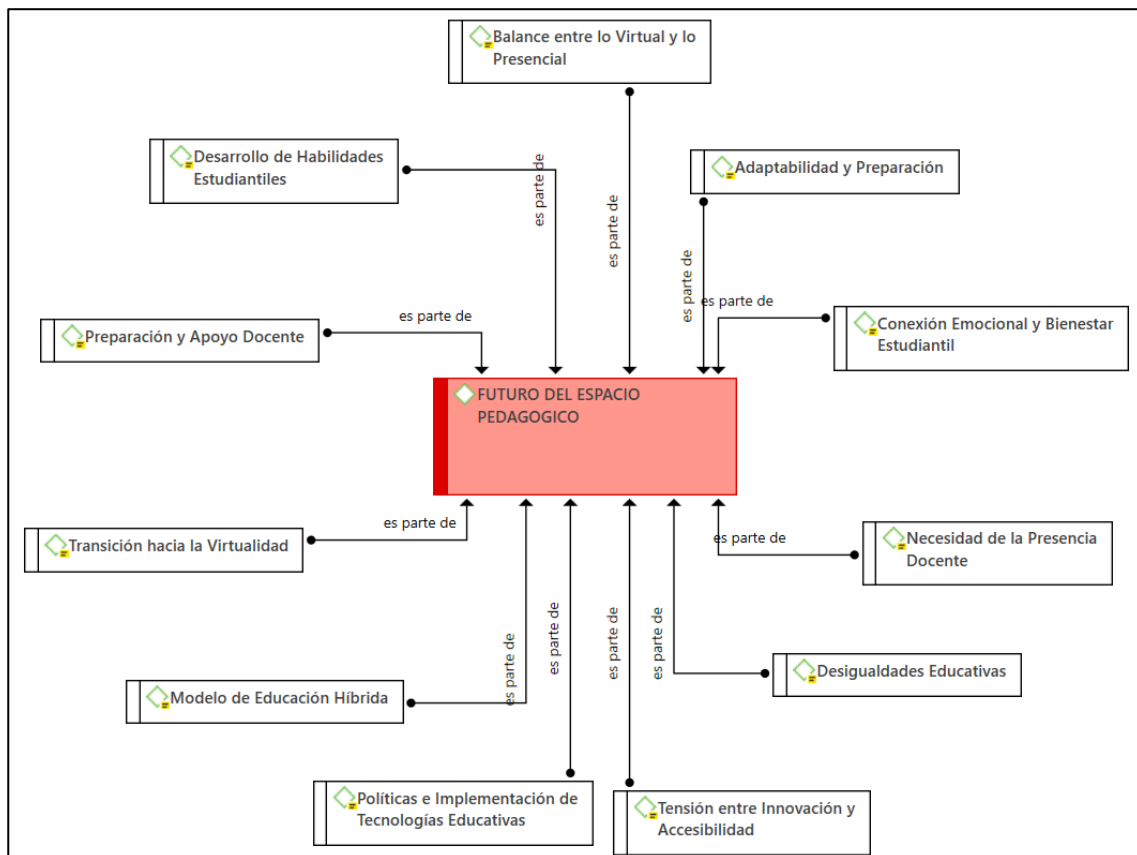 Balance entre lo Virtual y lo
Presencial
Desarrollo de Habilidades
Estudiantiles
es parte de
es parte de
Adaptabilidad y Preparación
es parte de
es parte de
Conexión Emocional y Bienestar
Estudiantil
es parte de
Preparación y Apoyo Docente
FUTURO DEL ESPACIO
PEDAGOGICO
es parte de
Transición hacia la Virtualidad
es parte de
Necesidad de la Presencia
Docente
es parte de
es parte de
es parte de
es parte de
Modelo de Educación Híbrida
Desigualdades Educativas
Políticas e Implementación de
Tecnologías Educativas
Tensión entre Innovación y
Accesibilidad